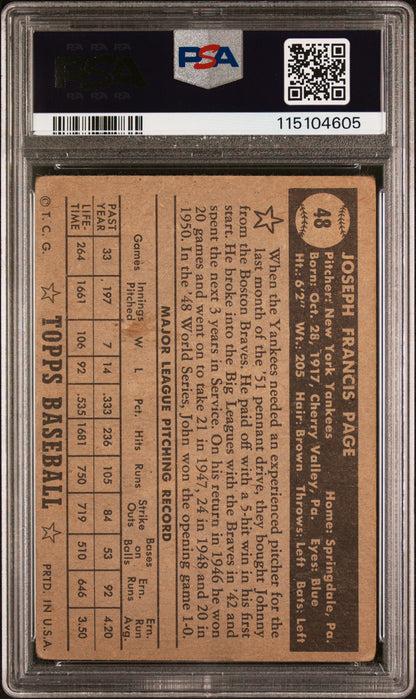 PSA
PSA
115104605
48
JOSEPH FRANCIS PAGE
Pitcher: New York Yankees Home: Springdale, Pa.
Born: Oct. 28, 1917, Cherry Valley, Pa. Eyes: Blue
Ht.: 6'2" Wt.: 205 Hair: Brown Throws: Left Bats: Left
When the Yankees needed an experienced pitcher for the
last month of the '51 pennant drive, they bought Johnny
from the Boston Braves. He paid off with a 5-hit win in his first
start. He broke into the Big Leagues with the Braves in '42 and
spent the next 3 years in Service. On his return in 1946 he won
20 games and went on to take 21 in 1947, 24 in 1948 and 20 in
1950. In the '48 World Series, John won the opening game 1-0.
MAJOR LEAGUE PITCHING RECORD
Games Innings Pitched W L Pct. Hits Runs Strike Outs Bases on Balls Ern. Runs Ern. Run Avg.
PAST YEAR 33 197 7 14 .333 236 105 84 53 92 4.20
LIFE-TIME 264 1661 106 92 .535 1681 750 719 510 646 3.50
© T. C. G. TOPPS BASEBALL PRTD. IN U.S.A.